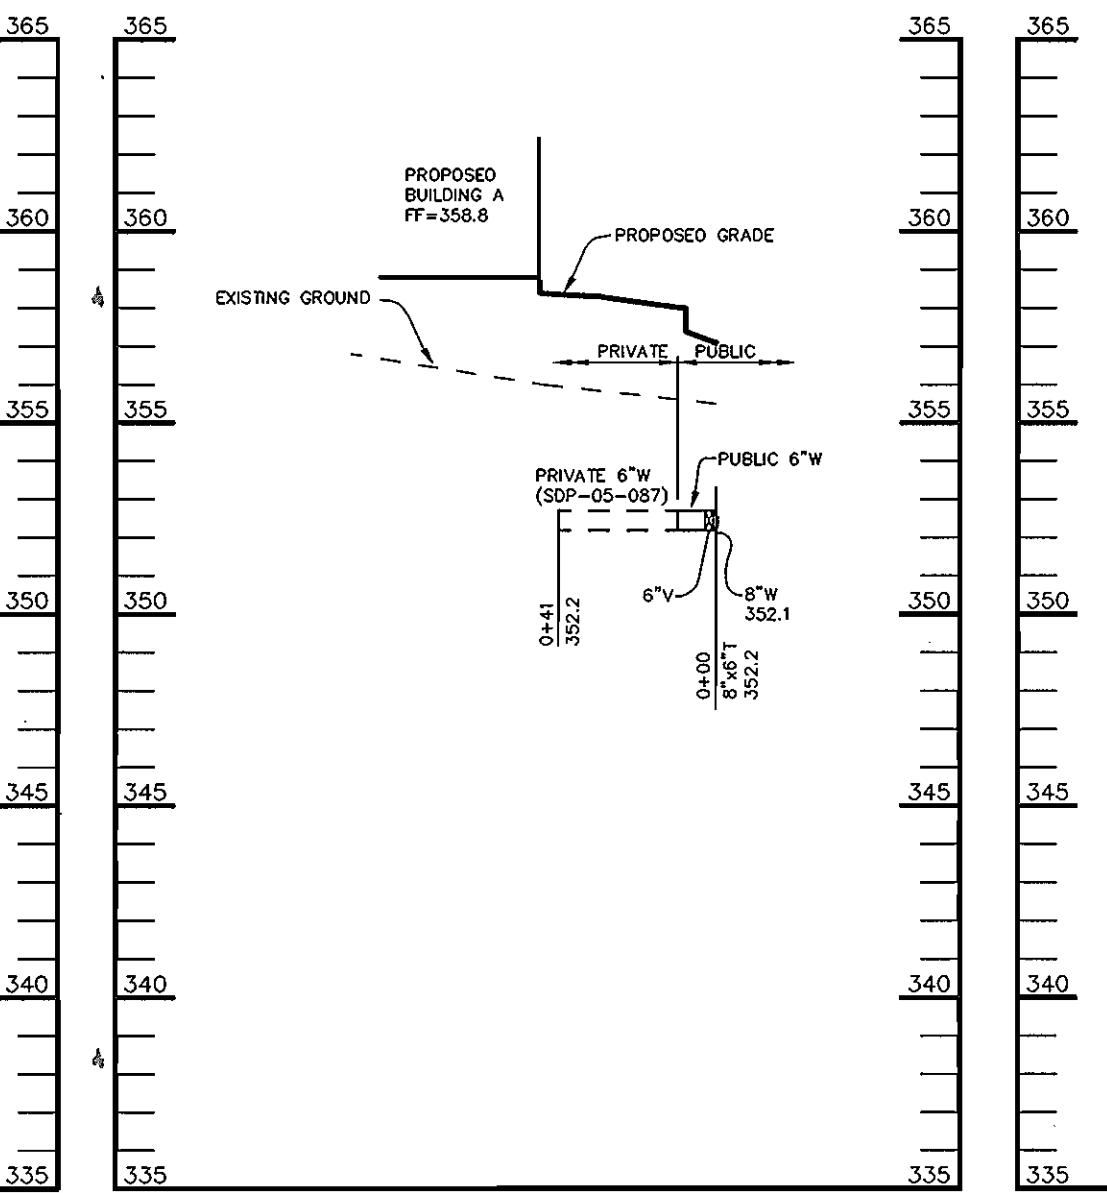 365
365
365
365
PROPOSED
BUILDING A
FF=358.8
360
360
360
360
PROPOSED GRADE
EXISTING GROUND
PRIVATE
PUBLIC
355
355
355
355
PUBLIC 6"W
PRIVATE 6"W
(SDP-05-087)
6"V
8"W
352.1
350
350
350
350
0+41
352.2
0+00
8"x6"T
352.2
345
345
345
345
340
340
340
340
335
335
335
335